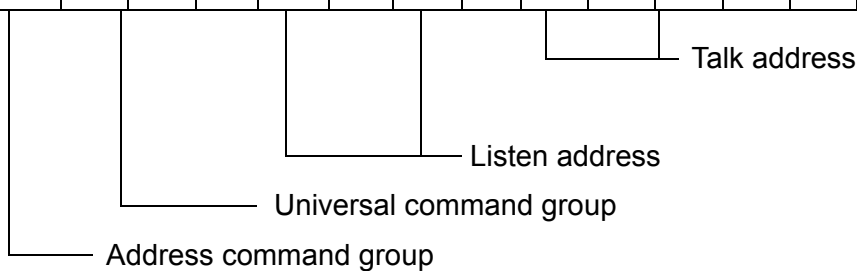 Talk address
Listen address
Universal command group
Address command group